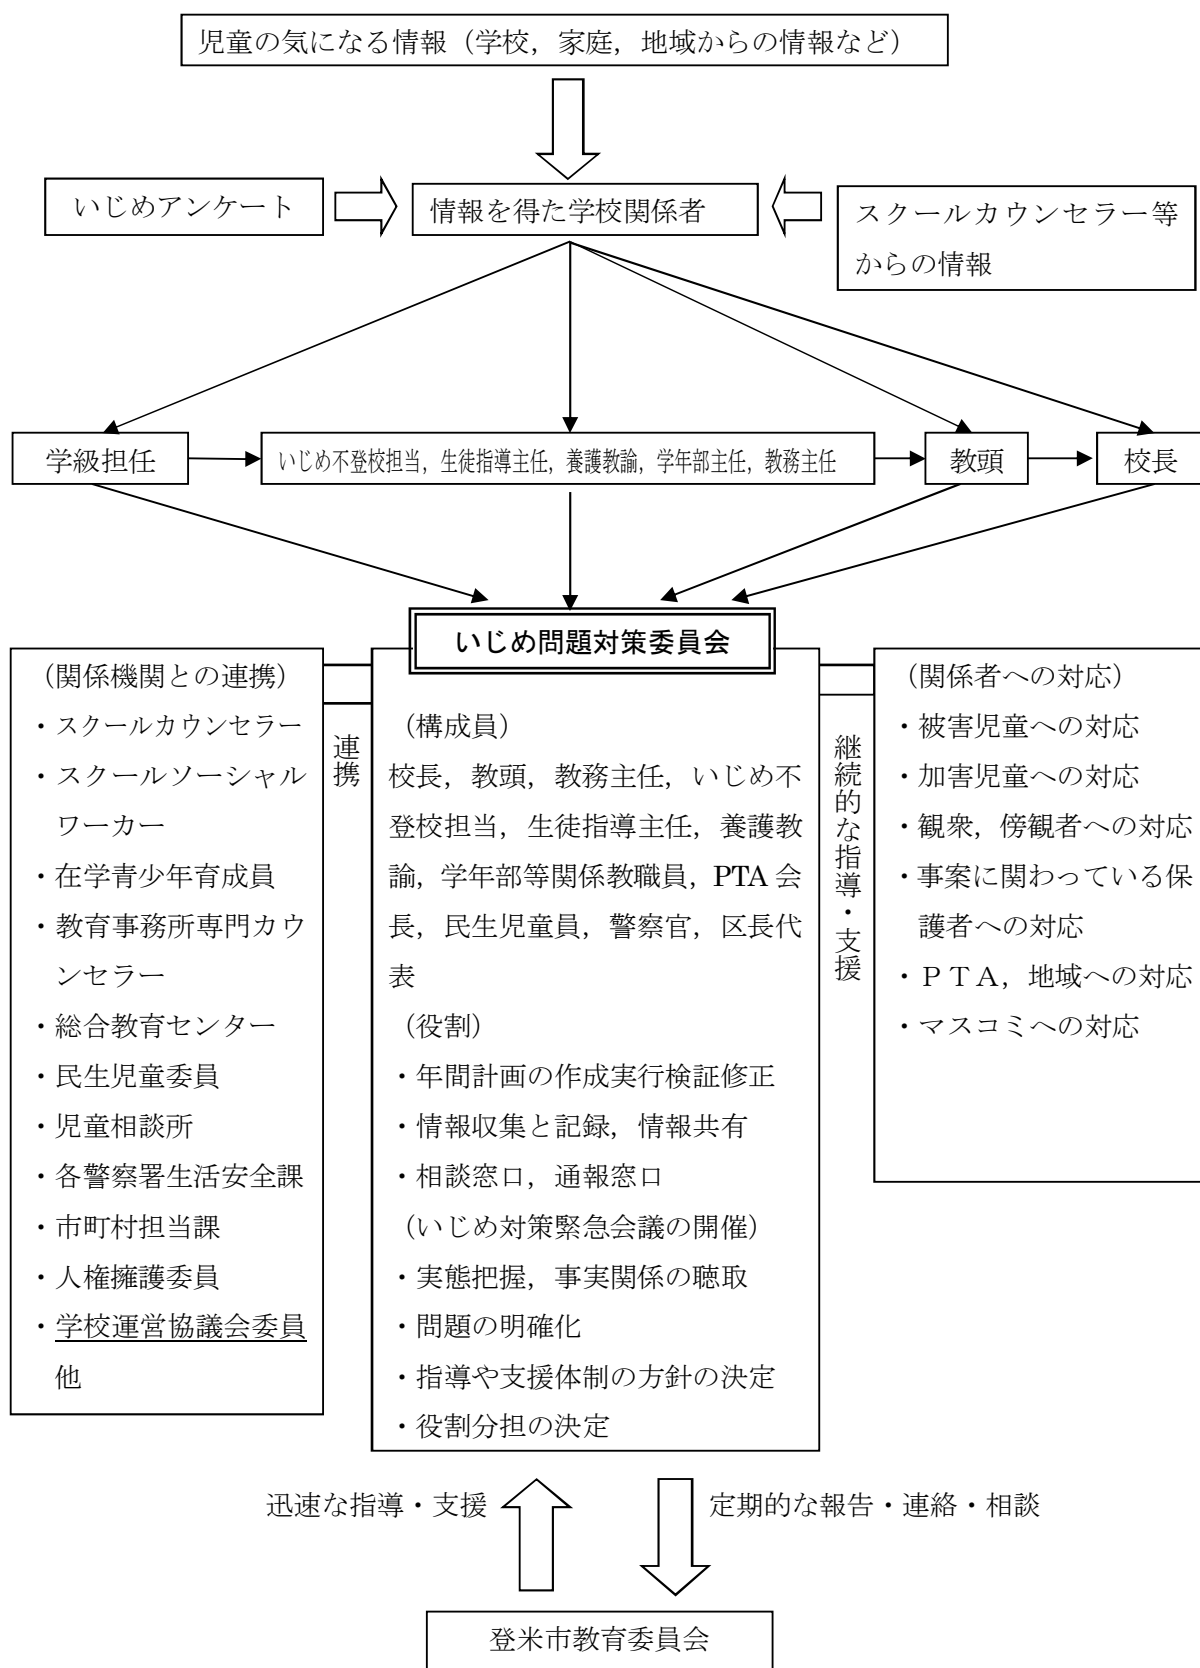 児童の気になる情報（学校，家庭，地域からの情報など）
いじめアンケート
情報を得た学校関係者
スクールカウンセラー等
からの情報
学級担任
いじめ不登校担当，生徒指導主任，養護教諭，学年部主任，教務主任
教頭
校長
いじめ問題対策委員会
（関係機関との連携）
・スクールカウンセラー
・スクールソーシャル
ワーカー
・在学青少年育成員
・教育事務所専門カウ
ンセラー
・総合教育センター
・民生児童委員
・児童相談所
・各警察署生活安全課
・市町村担当課
・人権擁護委員
・学校運営協議会委員
他
連携
（構成員）
校長，教頭，教務主任，いじめ不
登校担当，生徒指導主任，養護教
諭，学年部等関係教職員，PTA 会
長，民生児童員，警察官，区長代
表
（役割）
・年間計画の作成実行検証修正
・情報収集と記録，情報共有
・相談窓口，通報窓口
（いじめ対策緊急会議の開催）
・実態把握，事実関係の聴取
・問題の明確化
・指導や支援体制の方針の決定
・役割分担の決定
継続的な指導・支援
（関係者への対応）
・被害児童への対応
・加害児童への対応
・観衆，傍観者への対応
・事案に関わっている保
護者への対応
・ＰＴＡ，地域への対応
・マスコミへの対応
迅速な指導・支援
定期的な報告・連絡・相談
登米市教育委員会